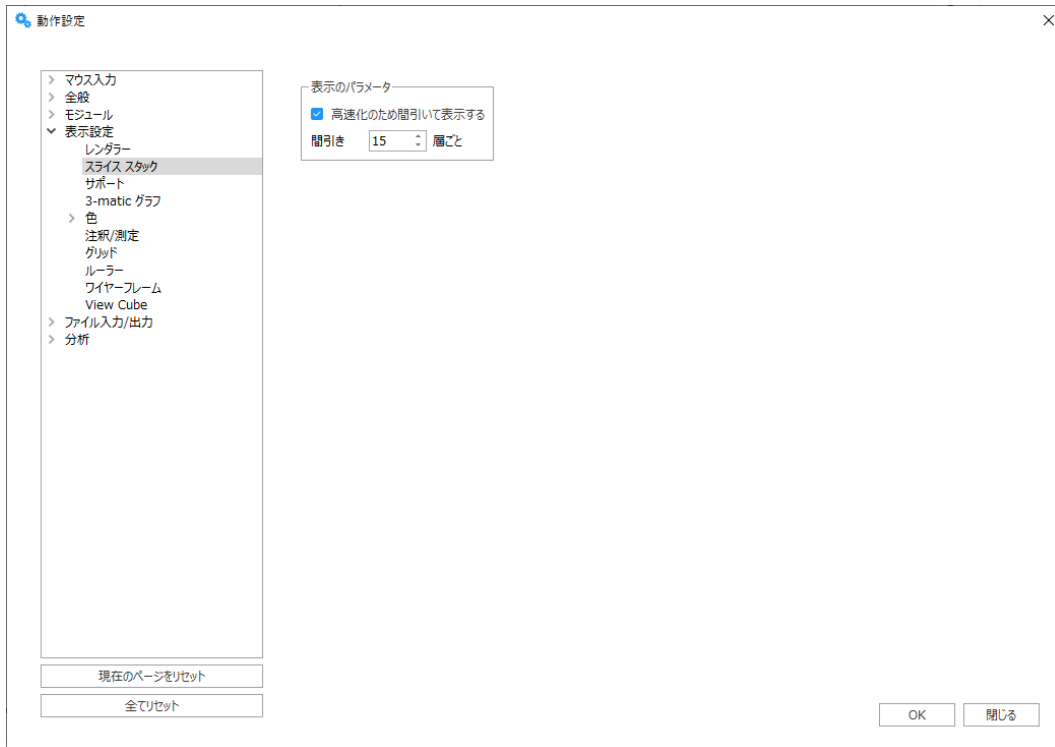 動作設定
マウス入力
全般
モジュール
表示設定
レンダラー
スライス スタック
サポート
3-matic グラフ
色
注釈/測定
グリッド
ルーラー
ワイヤーフレーム
View Cube
ファイル入力/出力
分析
現在のページをリセット
全てリセット
表示のパラメータ
高速化のため間引いて表示する
間引き 15 層ごと
OK 閉じる